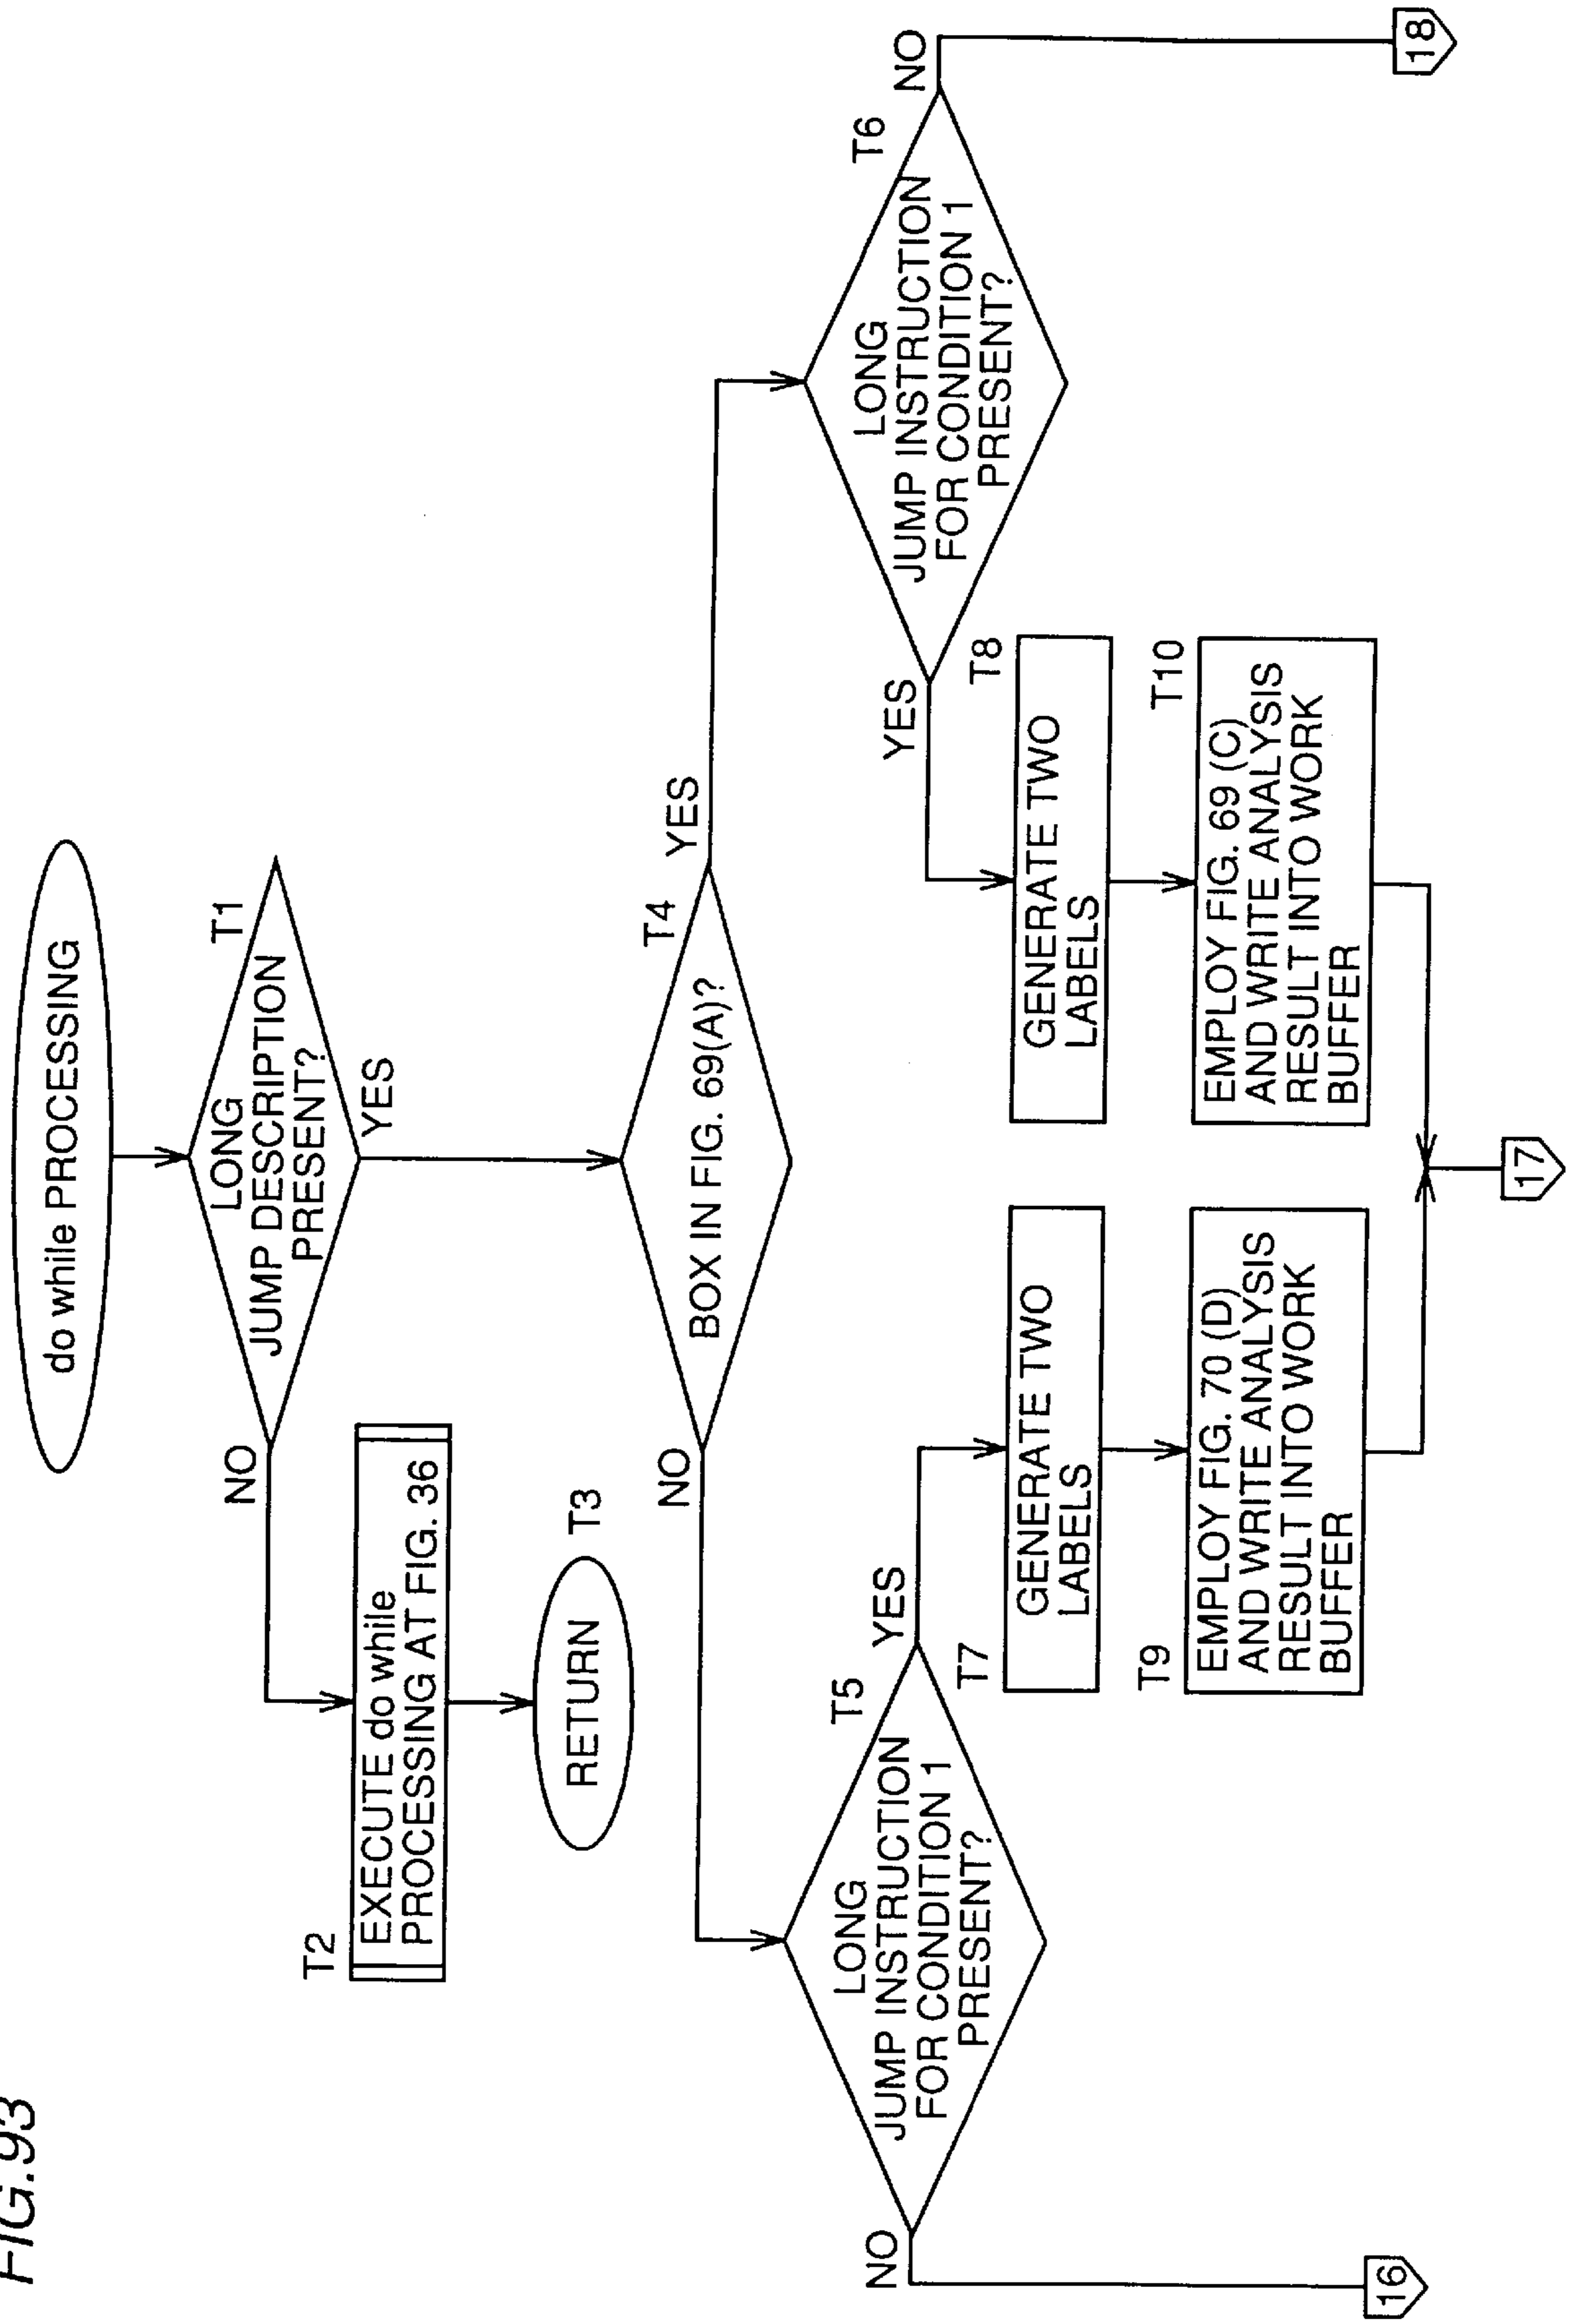 FIG.93
do while PROCESSING
T1
LONG
JUMP DESCRIPTION
PRESENT?
NO
YES
T2
EXECUTE do while
PROCESSING AT FIG. 36
RETURN
T3
T4
BOX IN FIG. 69(A)?
NO
YES
T5
LONG
JUMP INSTRUCTION
FOR CONDITION 1
PRESENT?
NO
YES
T6
LONG
JUMP INSTRUCTION
FOR CONDITION 1
PRESENT?
YES
NO
T7
GENERATE TWO
LABELS
T8
GENERATE TWO
LABELS
T9
EMPLOY FIG. 70 (D)
AND WRITE ANALYSIS
RESULT INTO WORK
BUFFER
T10
EMPLOY FIG. 69 (C)
AND WRITE ANALYSIS
RESULT INTO WORK
BUFFER
16
17
18